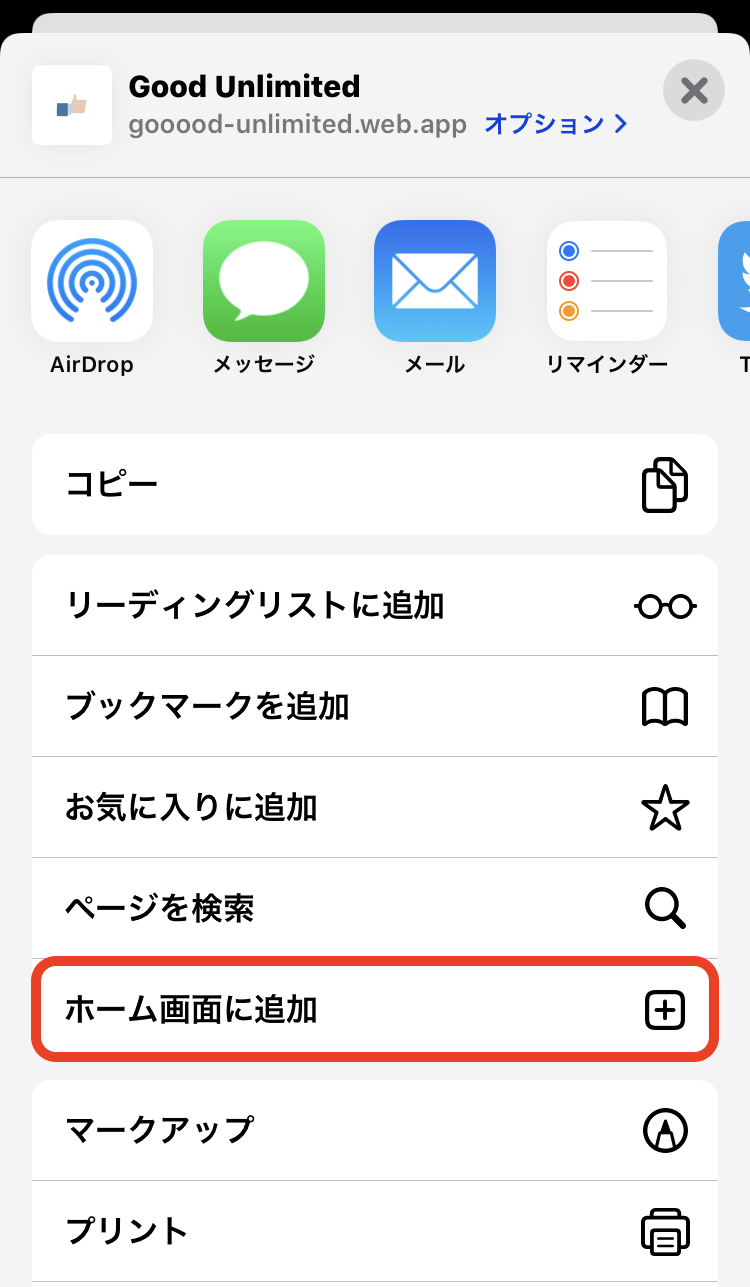 Good Unlimited
gooood-unlimited.web.app オプション
AirDrop メッセージ メール リマインダー
コピー
リーディングリストに追加
ブックマークを追加
お気に入りに追加
ページを検索
ホーム画面に追加
マークアップ
プリント